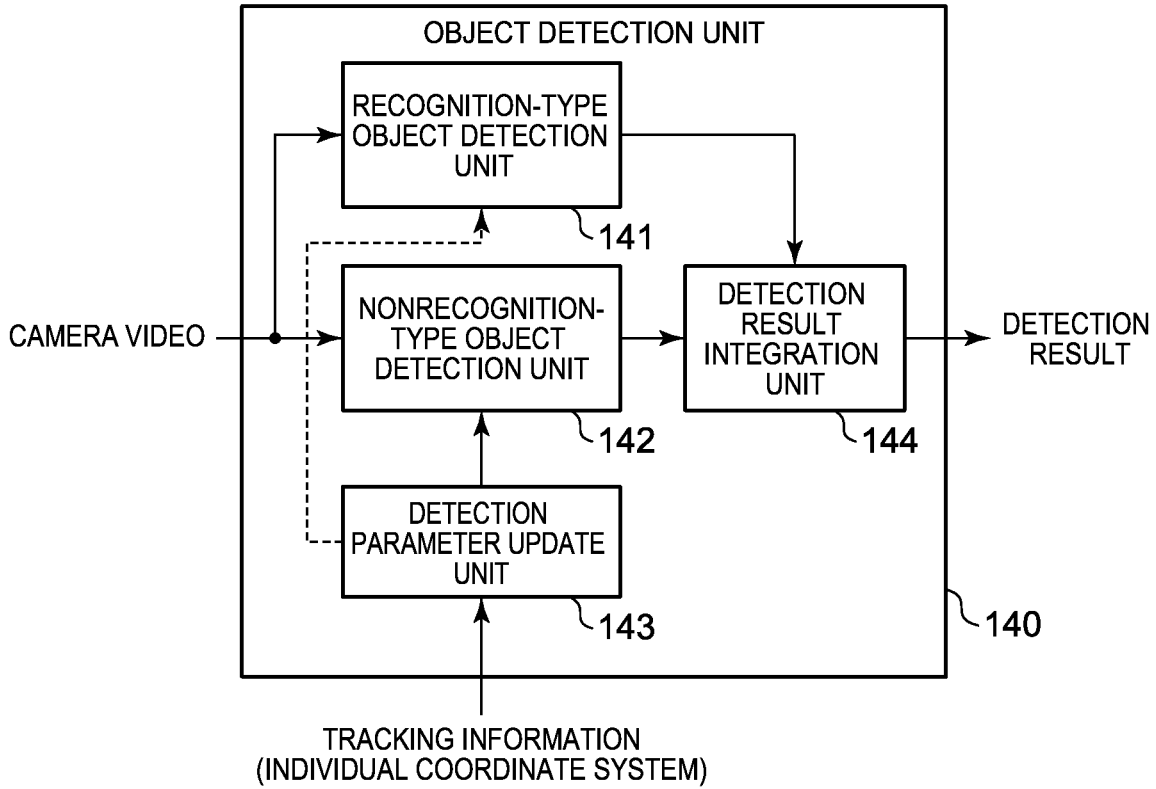 OBJECT DETECTION UNIT
RECOGNITION-TYPE
OBJECT DETECTION
UNIT
141
CAMERA VIDEO
NONRECOGNITION-
TYPE OBJECT
DETECTION UNIT
142
DETECTION
RESULT
INTEGRATION
UNIT
144
DETECTION
RESULT
DETECTION
PARAMETER UPDATE
UNIT
143
140
TRACKING INFORMATION
(INDIVIDUAL COORDINATE SYSTEM)